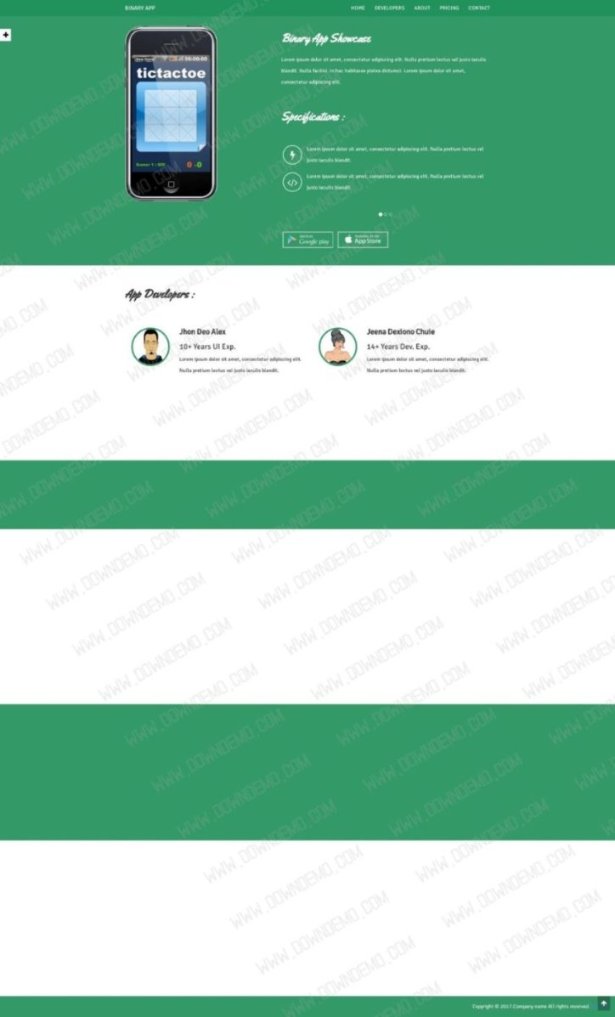 BINARY APP
HOME DEVELOPERS ABOUT PRICING CONTACT
tictactoe
Binary App Showcase
Lorem ipsum dolor sit amet, consectetur adipiscing elit. Nulla pretium lectus vel justo iaculis
blandit. Nulla facilisi. In hac habitasse platea dictumst. Lorem ipsum dolor sit amet,
consectetur adipiscing elit.
Specifications :
Lorem ipsum dolor sit amet, consectetur adipiscing elit. Nulla pretium lectus vel
justo iaculis blandit.
Lorem ipsum dolor sit amet, consectetur adipiscing elit. Nulla pretium lectus vel
justo iaculis blandit.
Google play
App Store
App Developers :
Jhon Deo Alex
10+ Years UI Exp.
Lorem ipsum dolor sit amet, consectetur adipiscing elit.
Nulla pretium lectus vel justo iaculis blandit.
Jeena Dexiono Chule
14+ Years Dev. Exp.
Lorem ipsum dolor sit amet, consectetur adipiscing elit.
Nulla pretium lectus vel justo iaculis blandit.
WWW.DOWNDEMO.COM
Copyright © 2017.Company name All rights reserved.